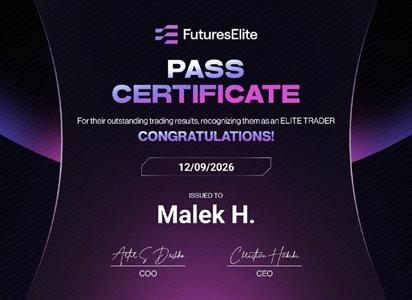 FuturesElite
PASS
CERTIFICATE
For their outstanding trading results, recognizing them as an ELITE TRADER
CONGRATULATIONS!
12/09/2026
ISSUED TO
Malek H.
COO
CEO